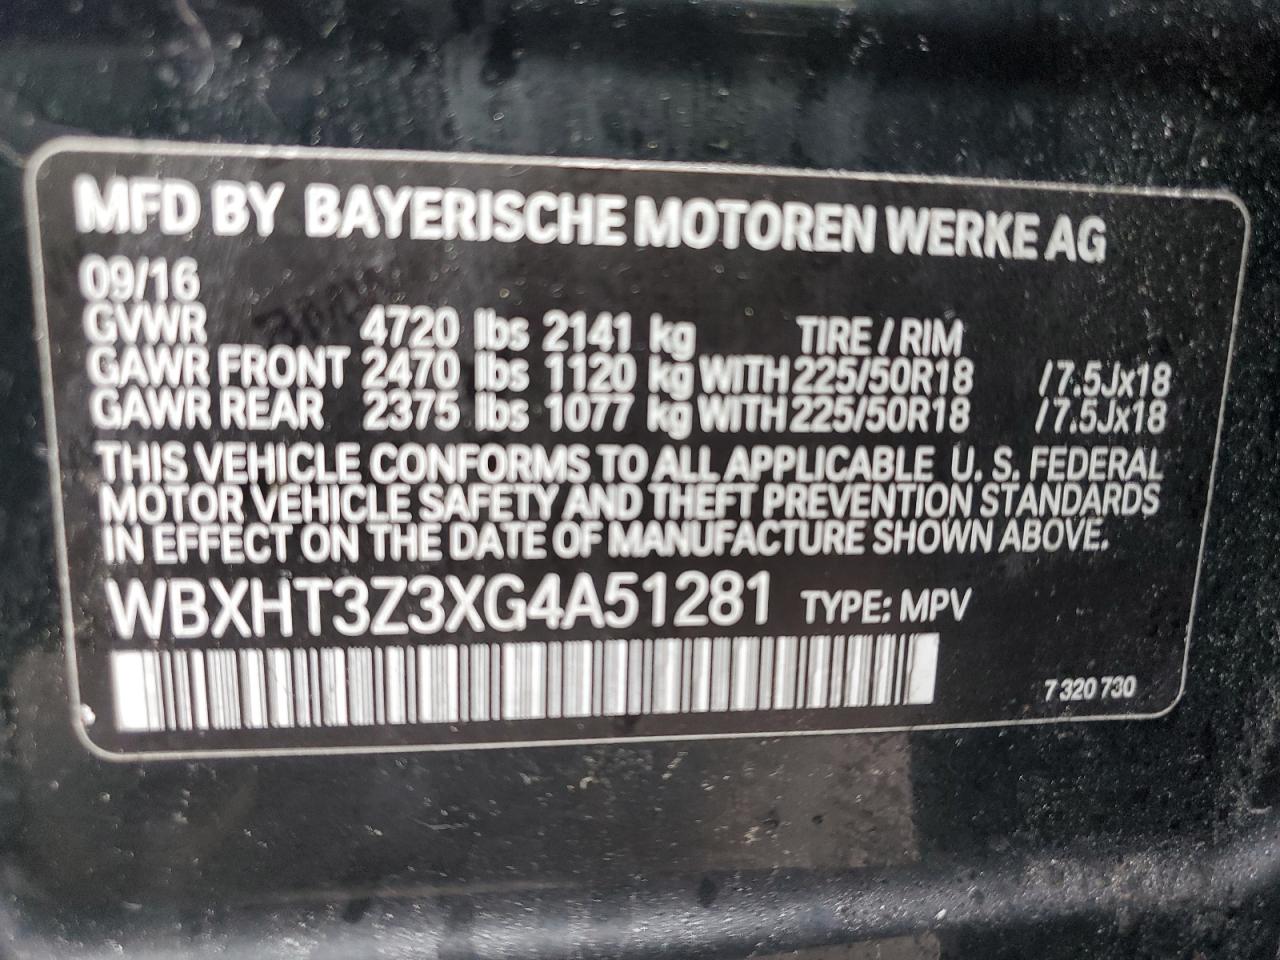 MFD BY BAYERISCHE MOTOREN WERKE AG
09/16
GVWR 4720 lbs 2141 kg TIRE / RIM
GAWR FRONT 2470 lbs 1120 kg WITH 225/50R18 /7.5Jx18
GAWR REAR 2375 lbs 1077 kg WITH 225/50R18 /7.5Jx18
THIS VEHICLE CONFORMS TO ALL APPLICABLE U. S. FEDERAL
MOTOR VEHICLE SAFETY AND THEFT PREVENTION STANDARDS
IN EFFECT ON THE DATE OF MANUFACTURE SHOWN ABOVE.
WBXHT3Z3XG4A51281 TYPE: MPV
7 320 730